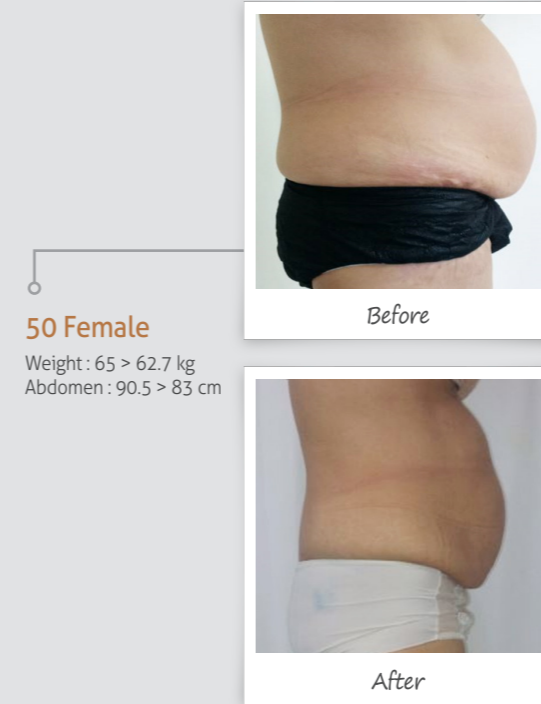 Before
50 Female
Weight : 65 > 62.7 kg
Abdomen : 90.5 > 83 cm
After